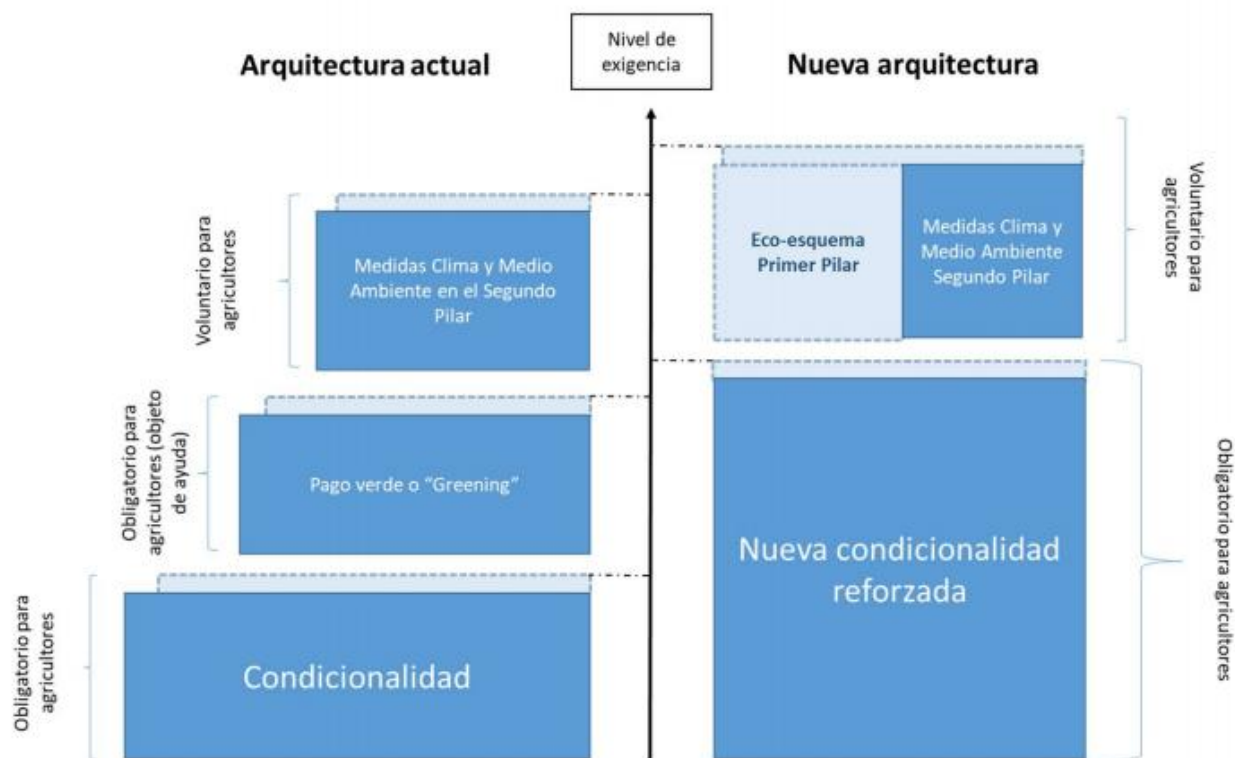 Arquitectura actual
Nivel de
exigencia
Nueva arquitectura
Voluntario para
agricultores
Medidas Clima y Medio
Ambiente en el Segundo
Pilar
Obligatorio para
agricultores (objeto
de ayuda)
Pago verde o “Greening”
Obligatorio para
agricultores
Condicionalidad
Eco-esquema
Primer Pilar
Medidas Clima y
Medio Ambiente
Segundo Pilar
Voluntario para
agricultores
Nueva condicionalidad
reforzada
Obligatorio para agricultores